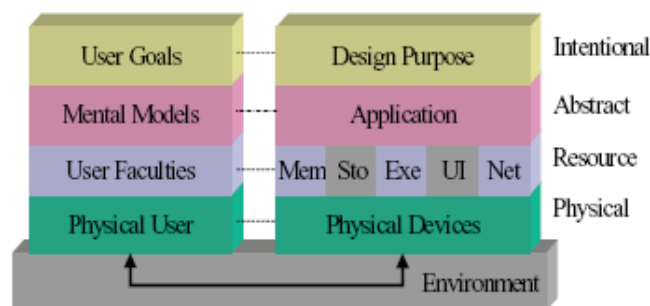 User Goals Design Purpose Intentional
Mental Models Application Abstract
User Faculties Mem Sto Exe UI Net Resource
Physical User Physical Devices Physical
Environment